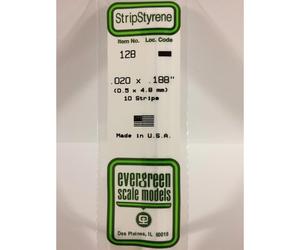 StripStyrene
Item No. Loc. Code
128
.020 x .188"
(0.5 x 4.8 mm)
10 Strips
Made in U.S.A.
evergreen
scale models
Des Plaines, IL 60018